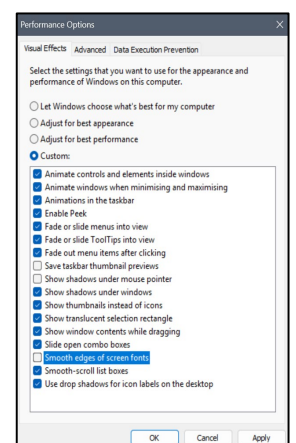 Performance Options
Visual Effects Advanced Data Execution Prevention
Select the settings that you want to use for the appearance and
performance of Windows on this computer.
Let Windows choose what's best for my computer
Adjust for best appearance
Adjust for best performance
Custom:
Animate controls and elements inside windows
Animate windows when minimising and maximising
Animations in the taskbar
Enable Peek
Fade or slide menus into view
Fade or slide ToolTips into view
Fade out menu items after clicking
Save taskbar thumbnail previews
Show shadows under mouse pointer
Show shadows under windows
Show thumbnails instead of icons
Show translucent selection rectangle
Show window contents while dragging
Slide open combo boxes
Smooth edges of screen fonts
Smooth-scroll list boxes
Use drop shadows for icon labels on the desktop
OK Cancel Apply